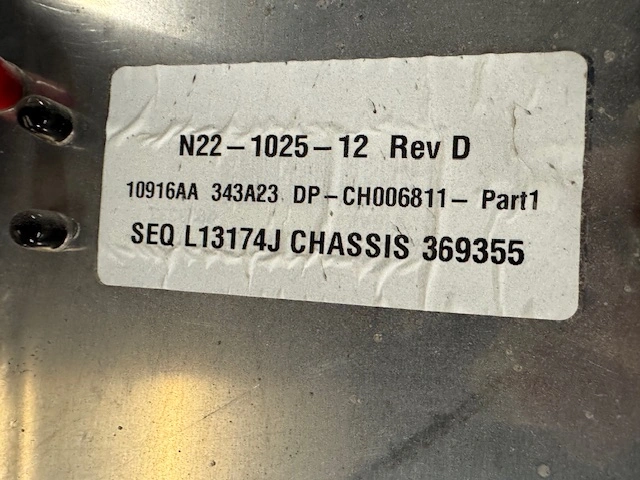 N22-1025-12 Rev D
10916AA 343A23 DP-CH006811- Part1
SEQ L13174J CHASSIS 369355